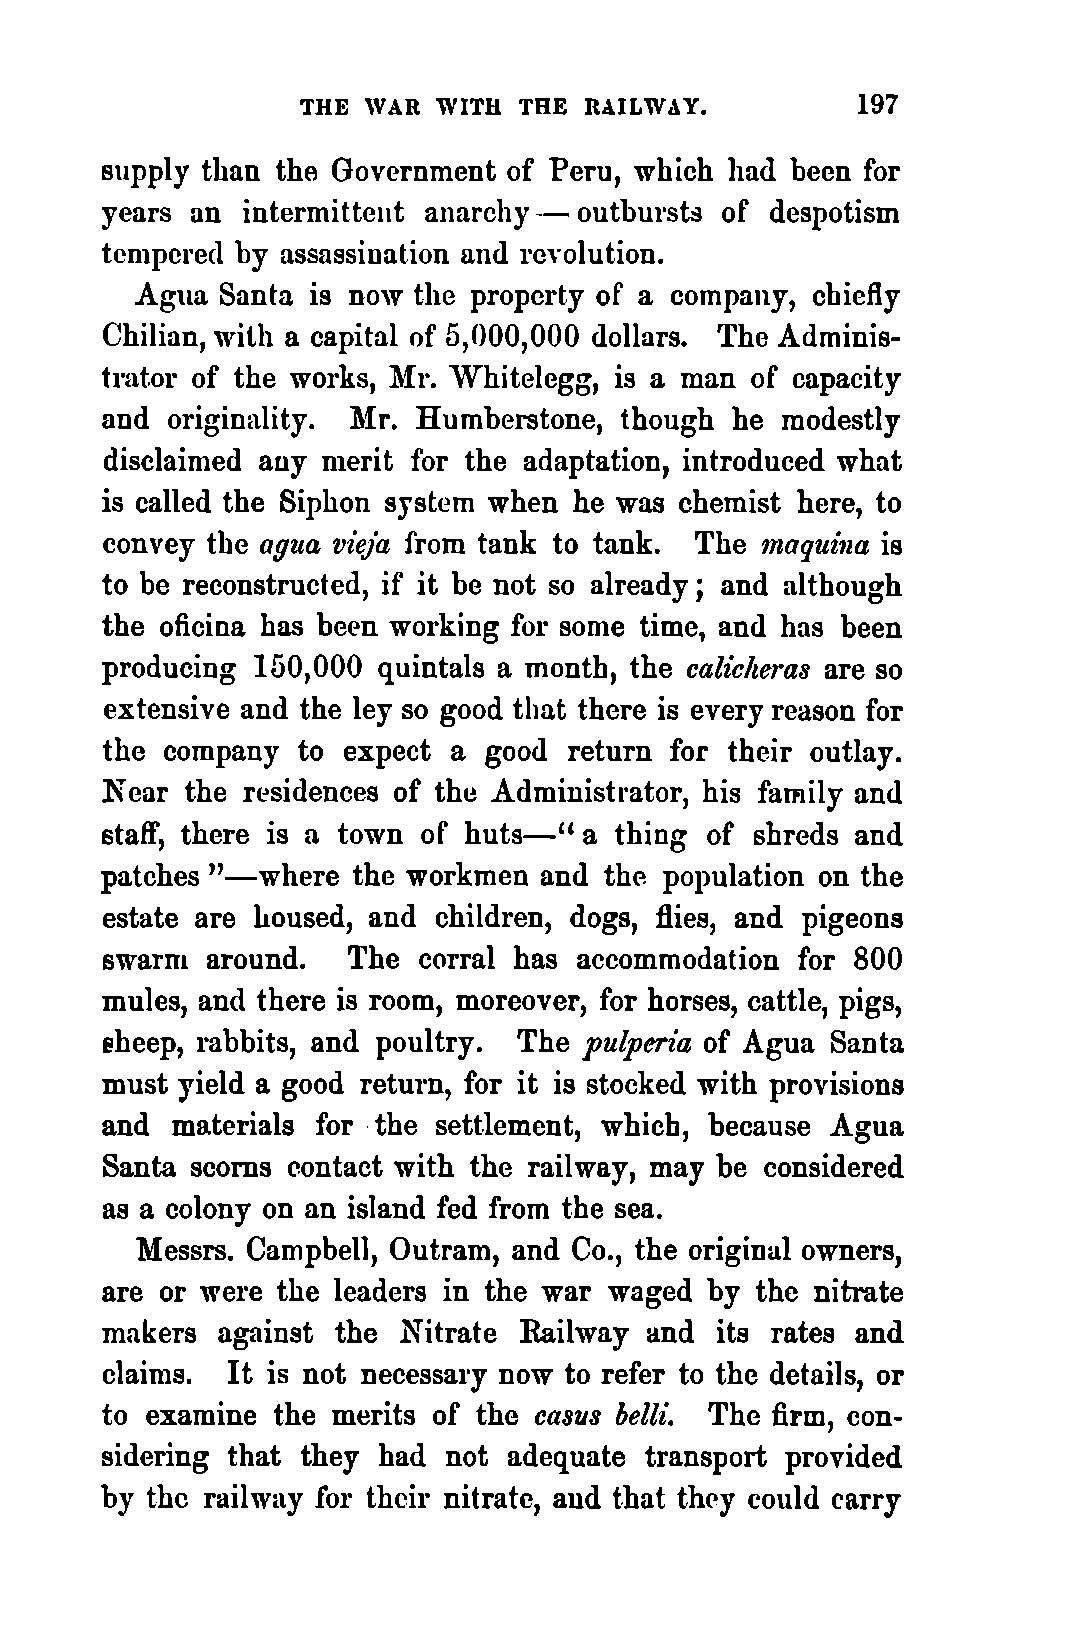 THE WAR WITH THE RAILWAY. 197
supply than the Government of Peru, which had been for
years an intermittent anarchy — outbursts of despotism
tempered by assassination and revolution.
Agua Santa is now the property of a company, chiefly
Chilian, with a capital of 5,000,000 dollars. The Adminis-
trator of the works, Mr. Whitelegg, is a man of capacity
and originality. Mr. Humberstone, though he modestly
disclaimed any merit for the adaptation, introduced what
is called the Siphon system when he was chemist here, to
convey the agua vieja from tank to tank. The maquina is
to be reconstructed, if it be not so already; and although
the oficina has been working for some time, and has been
producing 150,000 quintals a month, the calicheras are so
extensive and the ley so good that there is every reason for
the company to expect a good return for their outlay.
Near the residences of the Administrator, his family and
staff, there is a town of huts—“a thing of shreds and
patches”—where the workmen and the population on the
estate are housed, and children, dogs, flies, and pigeons
swarm around. The corral has accommodation for 800
mules, and there is room, moreover, for horses, cattle, pigs,
sheep, rabbits, and poultry. The pulperia of Agua Santa
must yield a good return, for it is stocked with provisions
and materials for the settlement, which, because Agua
Santa scorns contact with the railway, may be considered
as a colony on an island fed from the sea.
Messrs. Campbell, Outram, and Co., the original owners,
are or were the leaders in the war waged by the nitrate
makers against the Nitrate Railway and its rates and
claims. It is not necessary now to refer to the details, or
to examine the merits of the casus belli. The firm, con-
sidering that they had not adequate transport provided
by the railway for their nitrate, and that they could carry